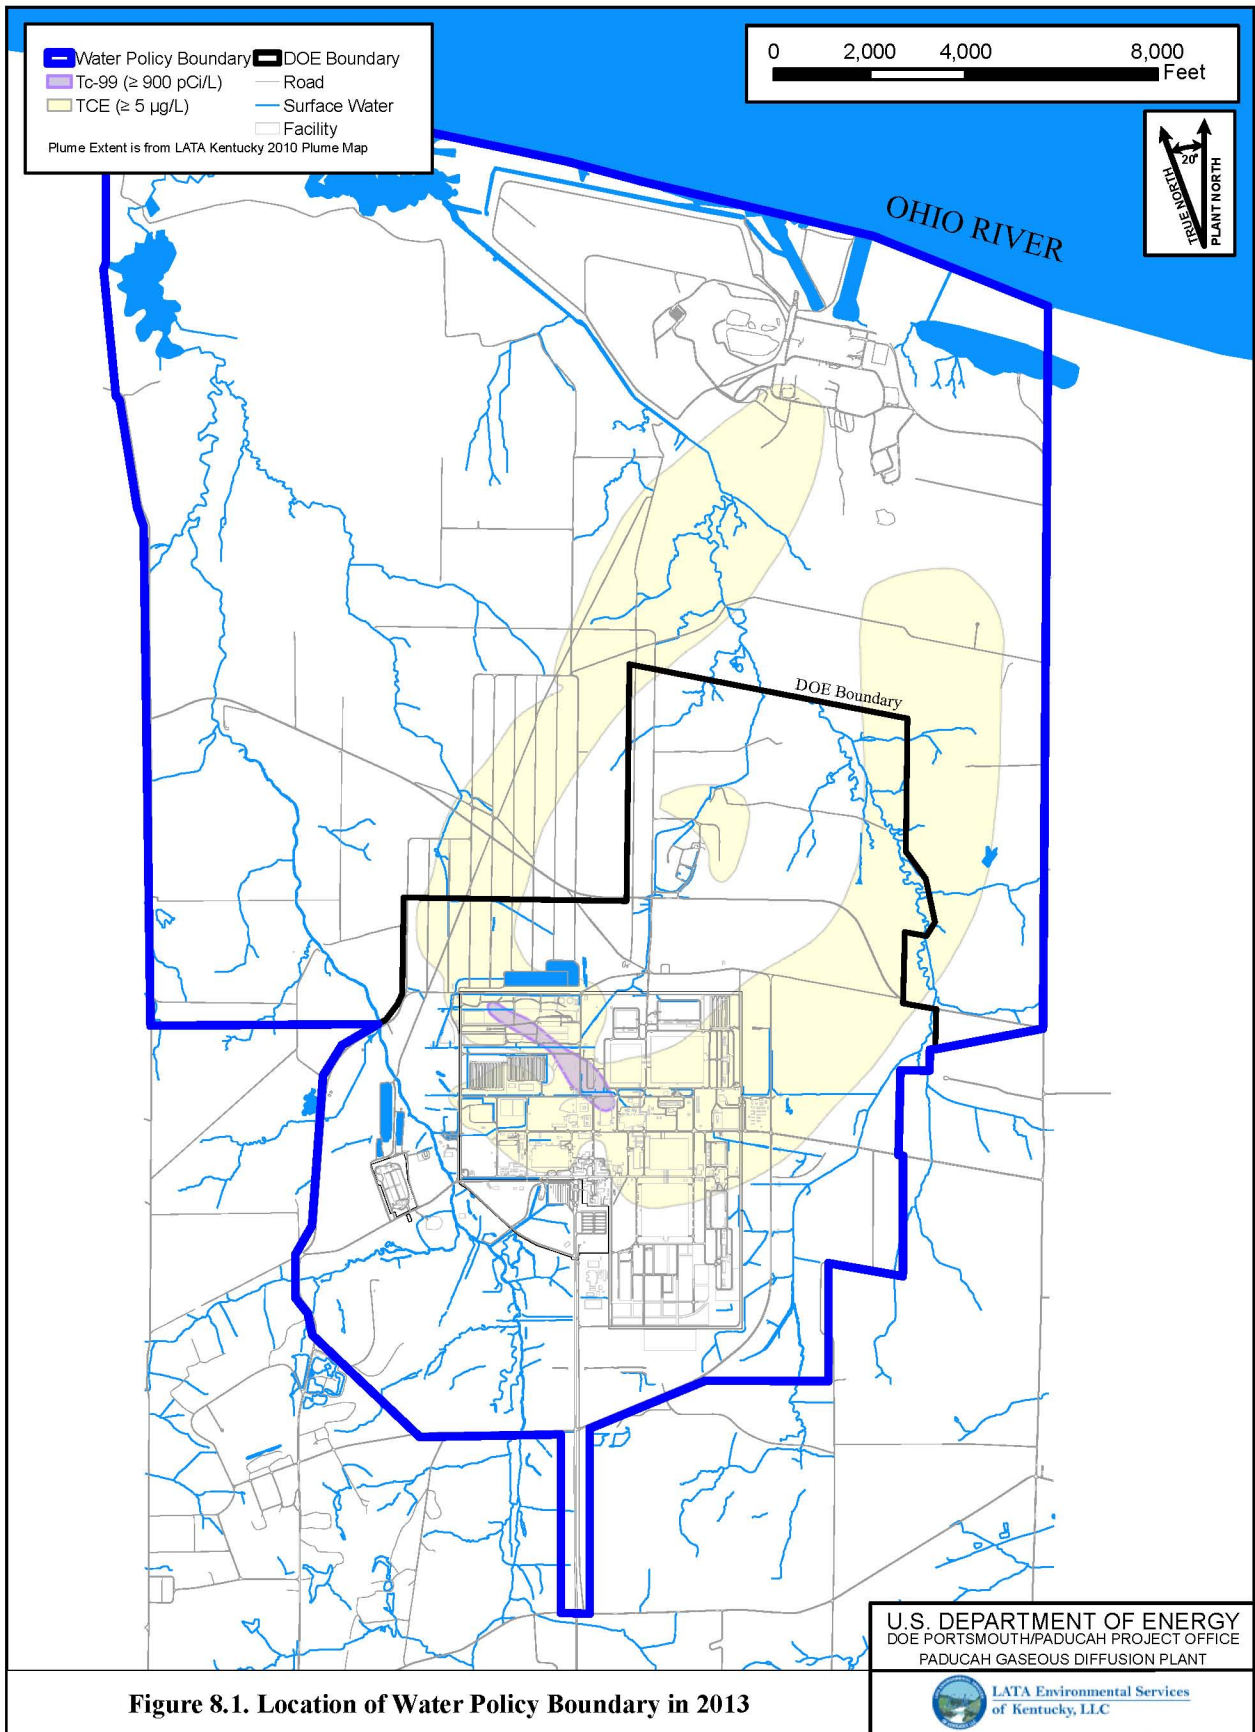 Water Policy Boundary
Tc-99 (≥ 900 pCi/L)
TCE (≥ 5 µg/L)
DOE Boundary
Road
Surface Water
Facility
Plume Extent is from LATA Kentucky 2010 Plume Map
0 2,000 4,000 8,000
Feet
20°
TRUE NORTH
PLANT NORTH
OHIO RIVER
DOE Boundary
U.S. DEPARTMENT OF ENERGY
DOE PORTSMOUTH/PADUCAH PROJECT OFFICE
PADUCAH GASEOUS DIFFUSION PLANT
LATA Environmental Services
of Kentucky, LLC
Figure 8.1. Location of Water Policy Boundary in 2013